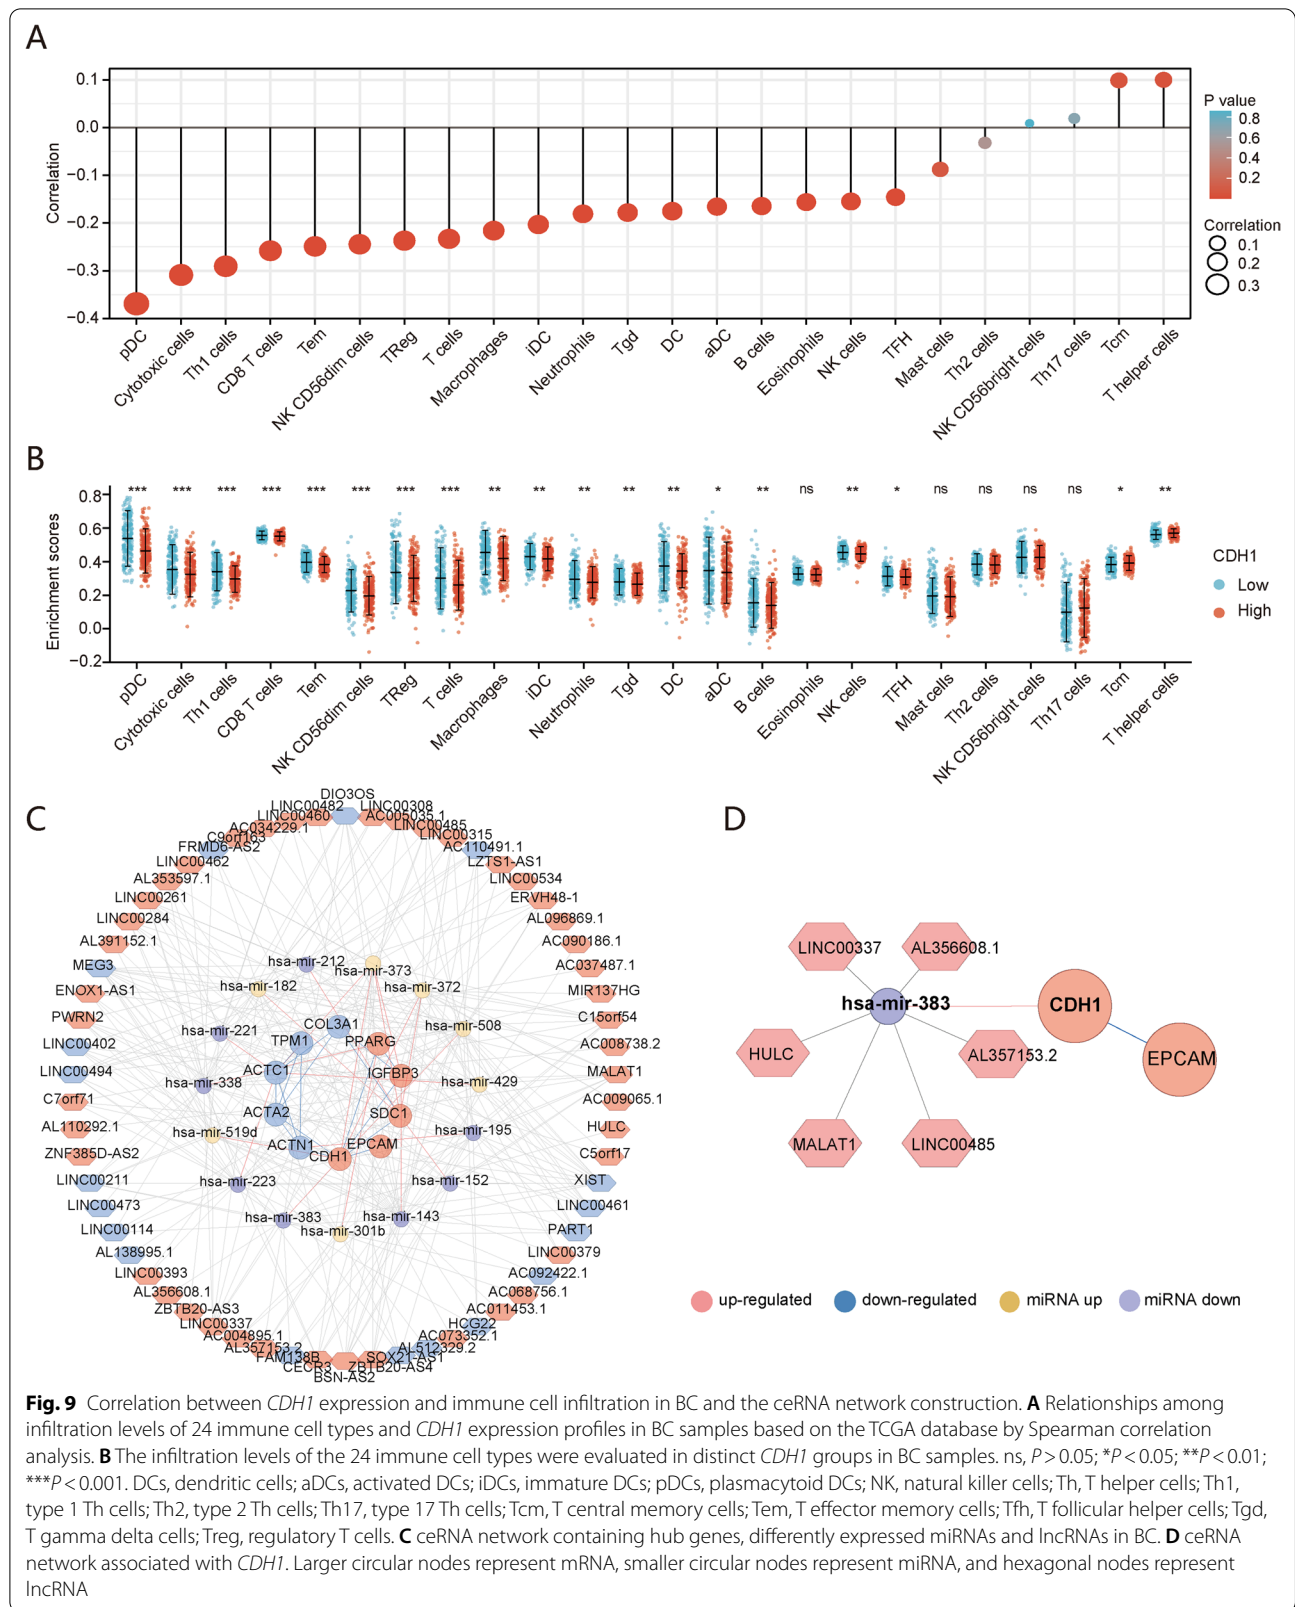 A
0.1
0.0
−0.1
−0.2
−0.3
−0.4
Correlation
P value
0.8
0.6
0.4
0.2
Correlation
0.1
0.2
0.3
pDC
Cytotoxic cells
Th1 cells
CD8 T cells
Tem
NK CD56dim cells
TReg
T cells
Macrophages
iDC
Neutrophils
Tgd
DC
aDC
B cells
Eosinophils
NK cells
TFH
Mast cells
Th2 cells
NK CD56bright cells
Th17 cells
Tcm
T helper cells
B
0.8
0.6
0.4
0.2
0.0
−0.2
Enrichment scores
*** *** *** *** *** *** *** *** ** ** ** ** ** * ** ns ** * ns ns ns ns * **
CDH1
Low
High
pDC
Cytotoxic cells
Th1 cells
CD8 T cells
Tem
NK CD56dim cells
TReg
T cells
Macrophages
iDC
Neutrophils
Tgd
DC
aDC
B cells
Eosinophils
NK cells
TFH
Mast cells
Th2 cells
NK CD56bright cells
Th17 cells
Tcm
T helper cells
C
DIO3OS
LINC00482
LINC00308
LINC00460
AC005035.1
AC034229.1
LINC00485
C9orf163
LINC00315
FRMD6-AS2
AC110491.1
LINC00462
LZTS1-AS1
AL353597.1
LINC00534
LINC00261
ERVH48-1
LINC00284
AL096869.1
AL391152.1
AC090186.1
MEG3
AC037487.1
ENOX1-AS1
MIR137HG
PWRN2
C15orf54
LINC00402
AC008738.2
LINC00494
MALAT1
C7orf71
AC009065.1
AL110292.1
HULC
ZNF385D-AS2
C5orf17
LINC00211
XIST
LINC00473
LINC00461
LINC00114
PART1
AL138995.1
LINC00379
LINC00393
AC092422.1
AL356608.1
AC068756.1
ZBTB20-AS3
AC011453.1
LINC00337
HCG22
AC004895.1
AC073352.1
AL357153.2
AL512329.2
FAM138B
SOX21-AS1
CECR3
ZBTB20-AS4
BSN-AS2
hsa-mir-212
hsa-mir-373
hsa-mir-182
hsa-mir-372
hsa-mir-221
hsa-mir-508
hsa-mir-338
hsa-mir-429
hsa-mir-519d
hsa-mir-195
hsa-mir-223
hsa-mir-152
hsa-mir-383
hsa-mir-143
hsa-mir-301b
COL3A1
TPM1
PPARG
ACTC1
IGFBP3
ACTA2
SDC1
ACTN1
EPCAM
CDH1
D
LINC00337
AL356608.1
hsa-mir-383
CDH1
HULC
AL357153.2
EPCAM
MALAT1
LINC00485
up-regulated
down-regulated
miRNA up
miRNA down
Fig. 9 Correlation between CDH1 expression and immune cell infiltration in BC and the ceRNA network construction. A Relationships among
infiltration levels of 24 immune cell types and CDH1 expression profiles in BC samples based on the TCGA database by Spearman correlation
analysis. B The infiltration levels of the 24 immune cell types were evaluated in distinct CDH1 groups in BC samples. ns, P > 0.05; *P < 0.05; **P < 0.01;
***P < 0.001. DCs, dendritic cells; aDCs, activated DCs; iDCs, immature DCs; pDCs, plasmacytoid DCs; NK, natural killer cells; Th, T helper cells; Th1,
type 1 Th cells; Th2, type 2 Th cells; Th17, type 17 Th cells; Tcm, T central memory cells; Tem, T effector memory cells; Tfh, T follicular helper cells; Tgd,
T gamma delta cells; Treg, regulatory T cells. C ceRNA network containing hub genes, differently expressed miRNAs and lncRNAs in BC. D ceRNA
network associated with CDH1. Larger circular nodes represent mRNA, smaller circular nodes represent miRNA, and hexagonal nodes represent
lncRNA